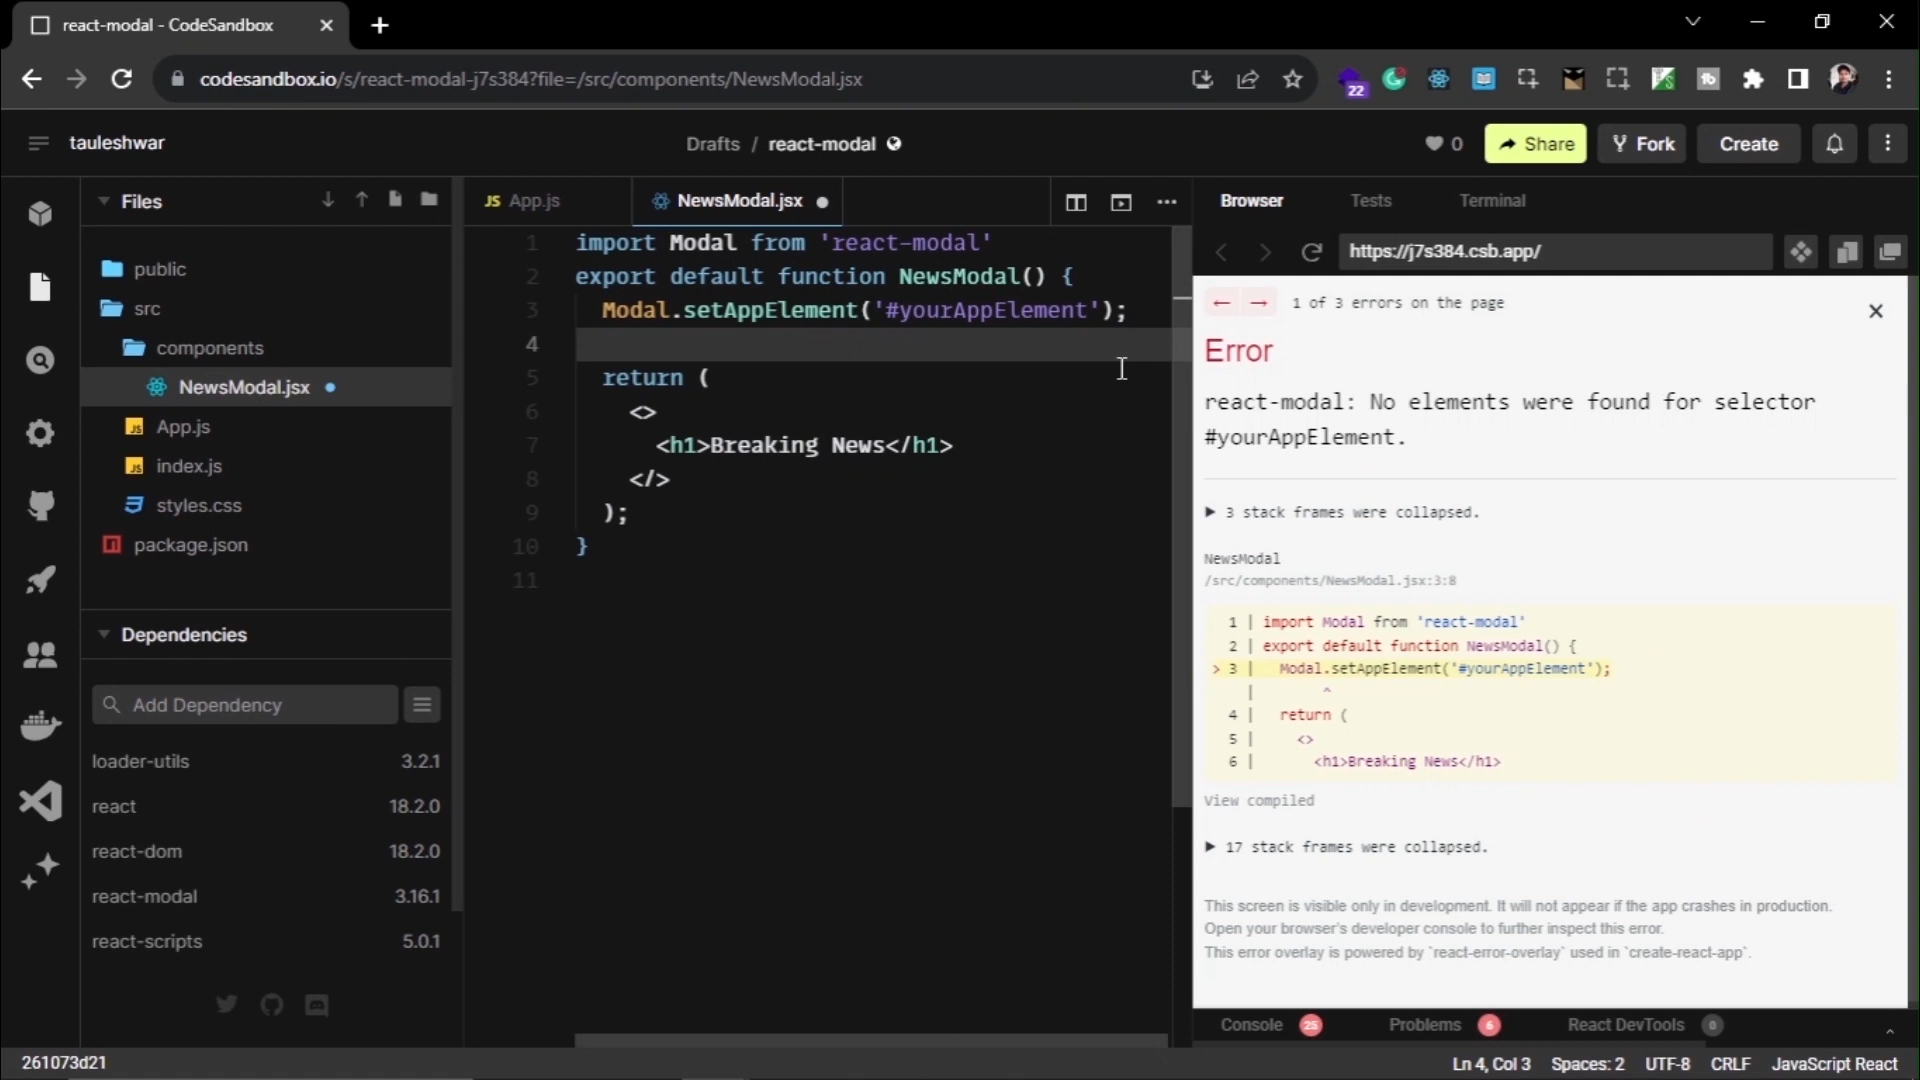 react-modal - CodeSandbox
codesandbox.io/s/react-modal-j7s384?file=/src/components/NewsModal.jsx
22
tauleshwar
Drafts / react-modal
0
Share
Fork
Create
Files
public
src
components
NewsModal.jsx
JS App.js
JS index.js
styles.css
package.json
Dependencies
Add Dependency
loader-utils 3.2.1
react 18.2.0
react-dom 18.2.0
react-modal 3.16.1
react-scripts 5.0.1
JS App.js
NewsModal.jsx
1 import Modal from 'react-modal'
2 export default function NewsModal() {
3 Modal.setAppElement('#yourAppElement');
4
5 return (
6 <>
7 <h1>Breaking News</h1>
8 </>
9 );
10 }
11
Browser Tests Terminal
https://j7s384.csb.app/
← → 1 of 3 errors on the page
Error
react-modal: No elements were found for selector
#yourAppElement.
▶ 3 stack frames were collapsed.
NewsModal
/src/components/NewsModal.jsx:3:8
1 | import Modal from 'react-modal'
2 | export default function NewsModal() {
> 3 | Modal.setAppElement('#yourAppElement');
| ^
4 | return (
5 | <>
6 | <h1>Breaking News</h1>
View compiled
▶ 17 stack frames were collapsed.
This screen is visible only in development. It will not appear if the app crashes in production.
Open your browser's developer console to further inspect this error.
This error overlay is powered by `react-error-overlay` used in `create-react-app`.
Console 25 Problems 6 React DevTools 0
261073d21
Ln 4, Col 3 Spaces: 2 UTF-8 CRLF JavaScript React